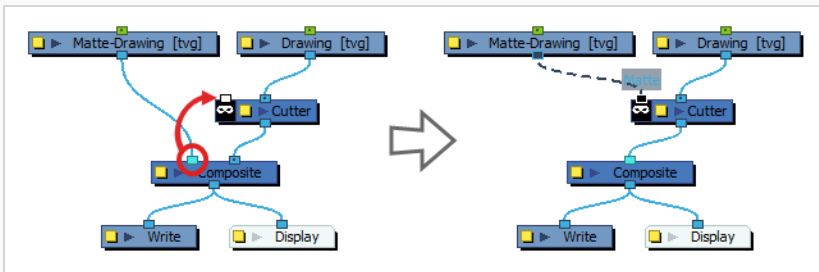 Matte-Drawing [tvg] Drawing [tvg] Matte-Drawing [tvg] Drawing [tvg]
Matte
Cutter Cutter
Composite Composite
Write Display Write Display